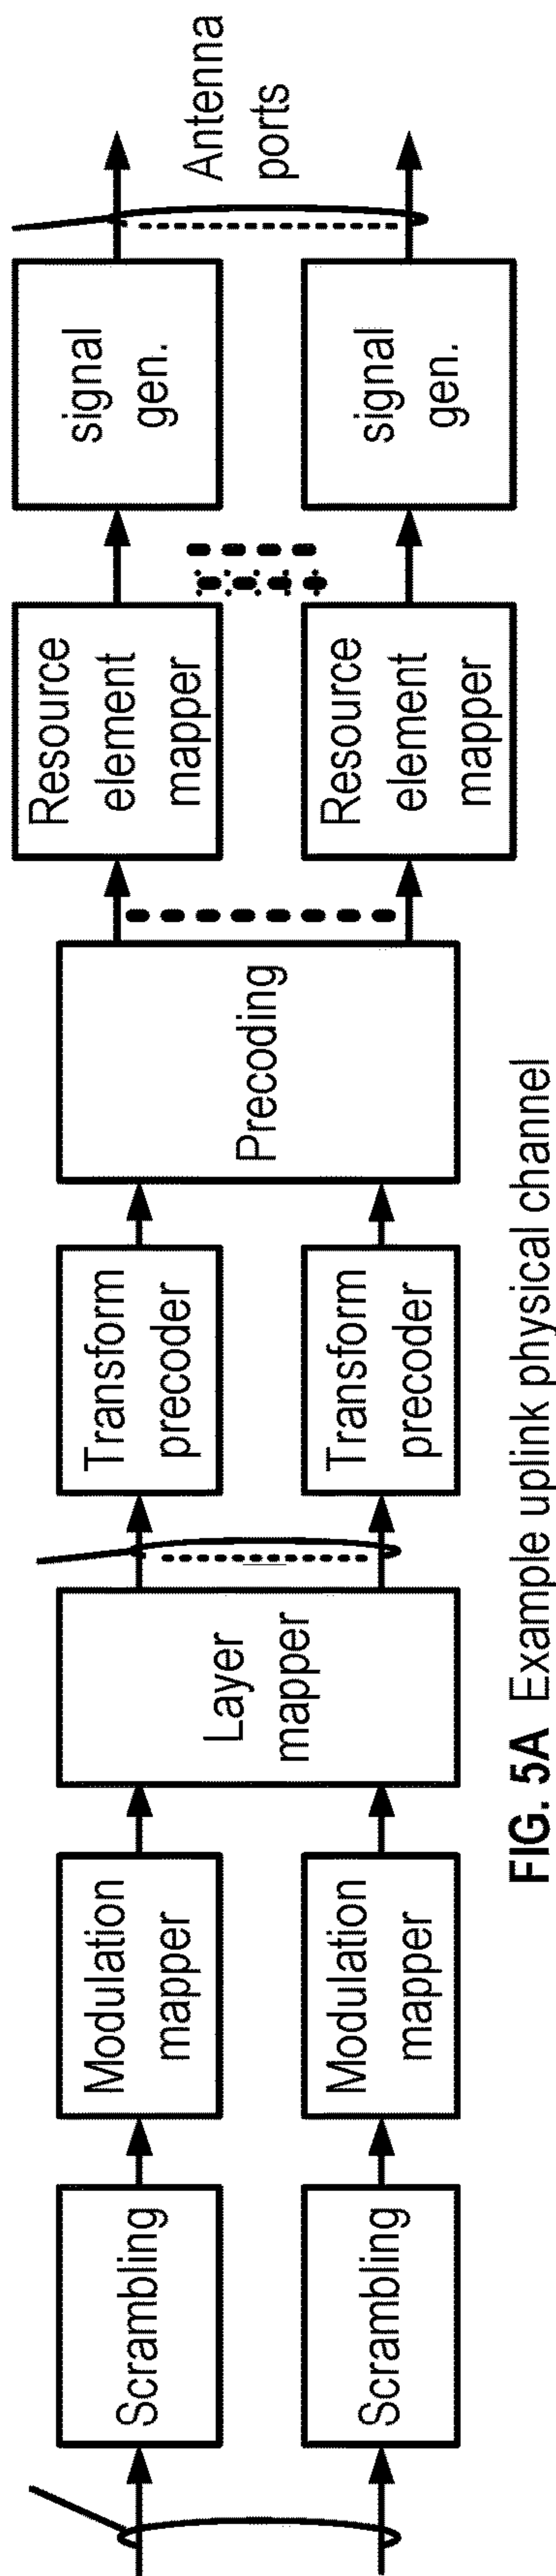 Scrambling
Scrambling
Modulation
mapper
Modulation
mapper
Layer
mapper
Transform
precoder
Transform
precoder
Precoding
Resource
element
mapper
Resource
element
mapper
signal
gen.
signal
gen.
Antenna
ports
FIG. 5A Example uplink physical channel